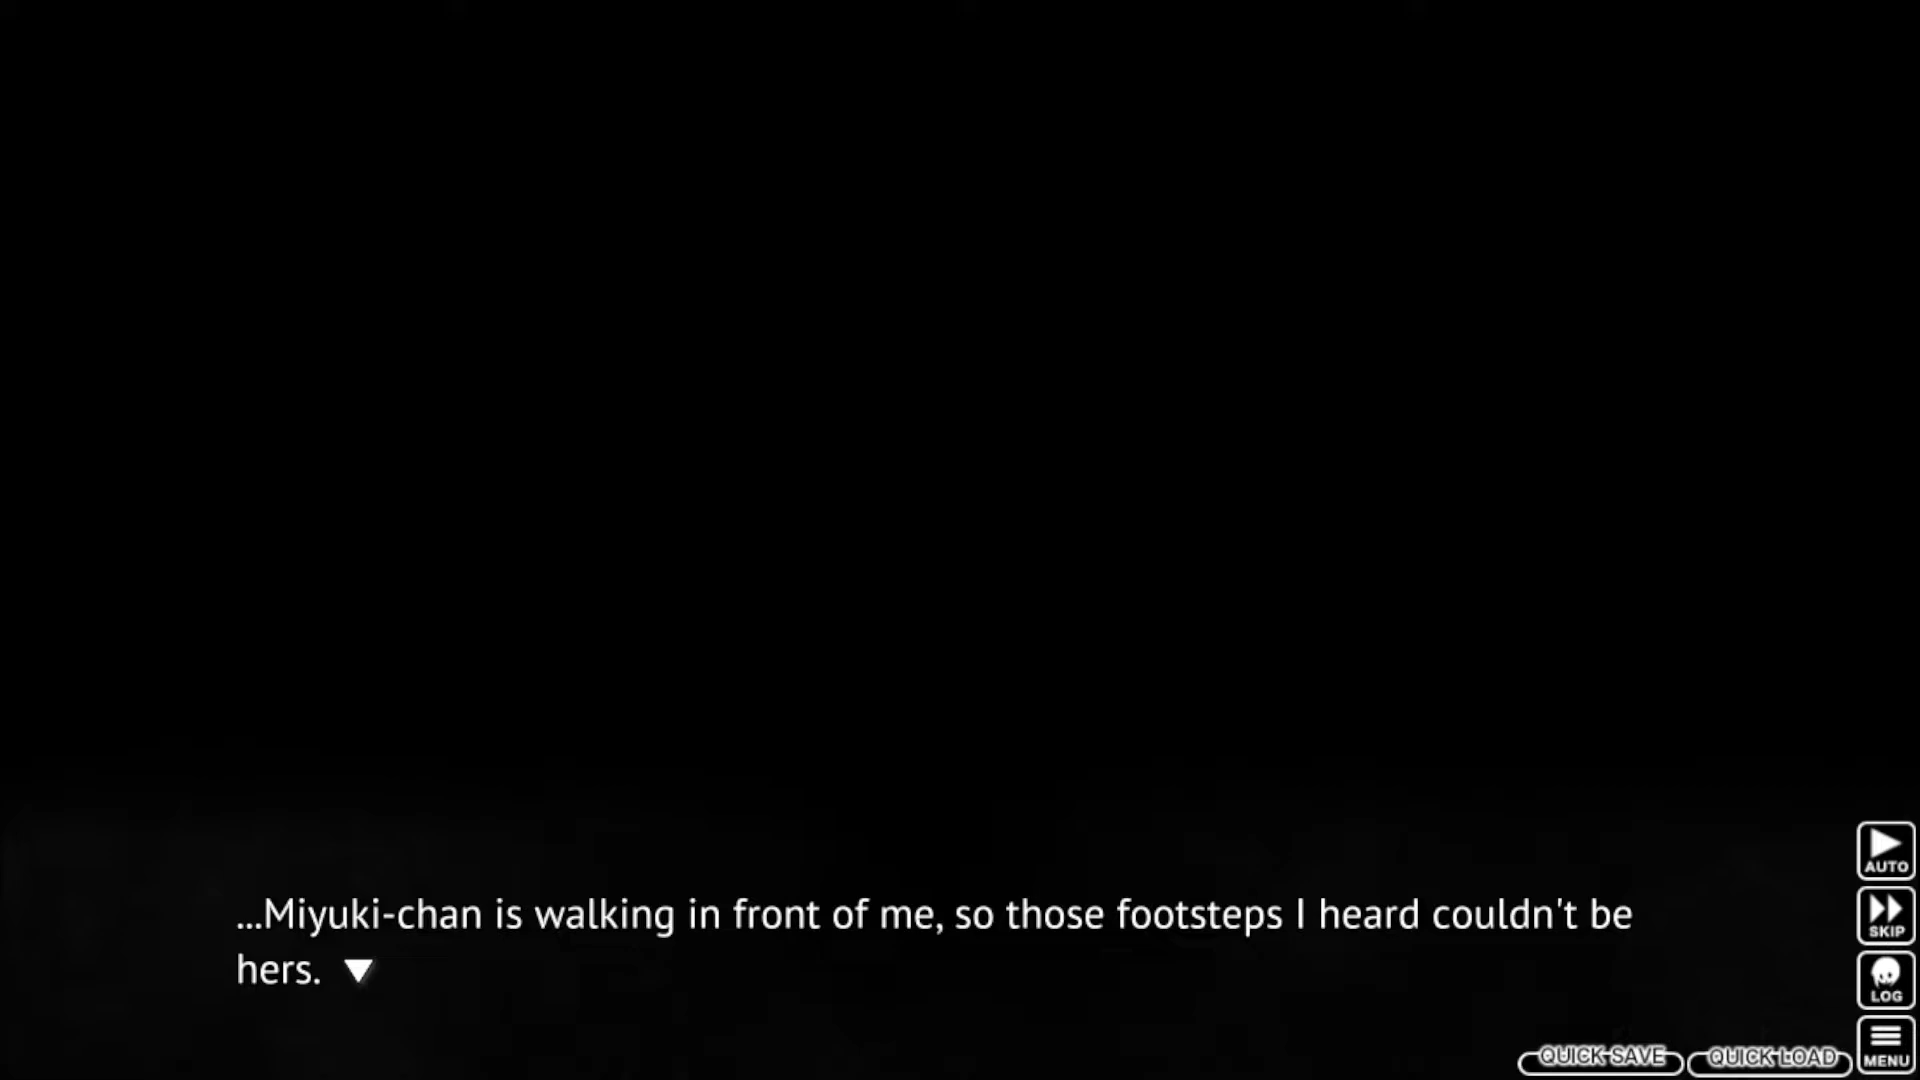 ...Miyuki-chan is walking in front of me, so those footsteps I heard couldn't be
hers.
AUTO
SKIP
LOG
MENU
QUICK SAVE
QUICK LOAD